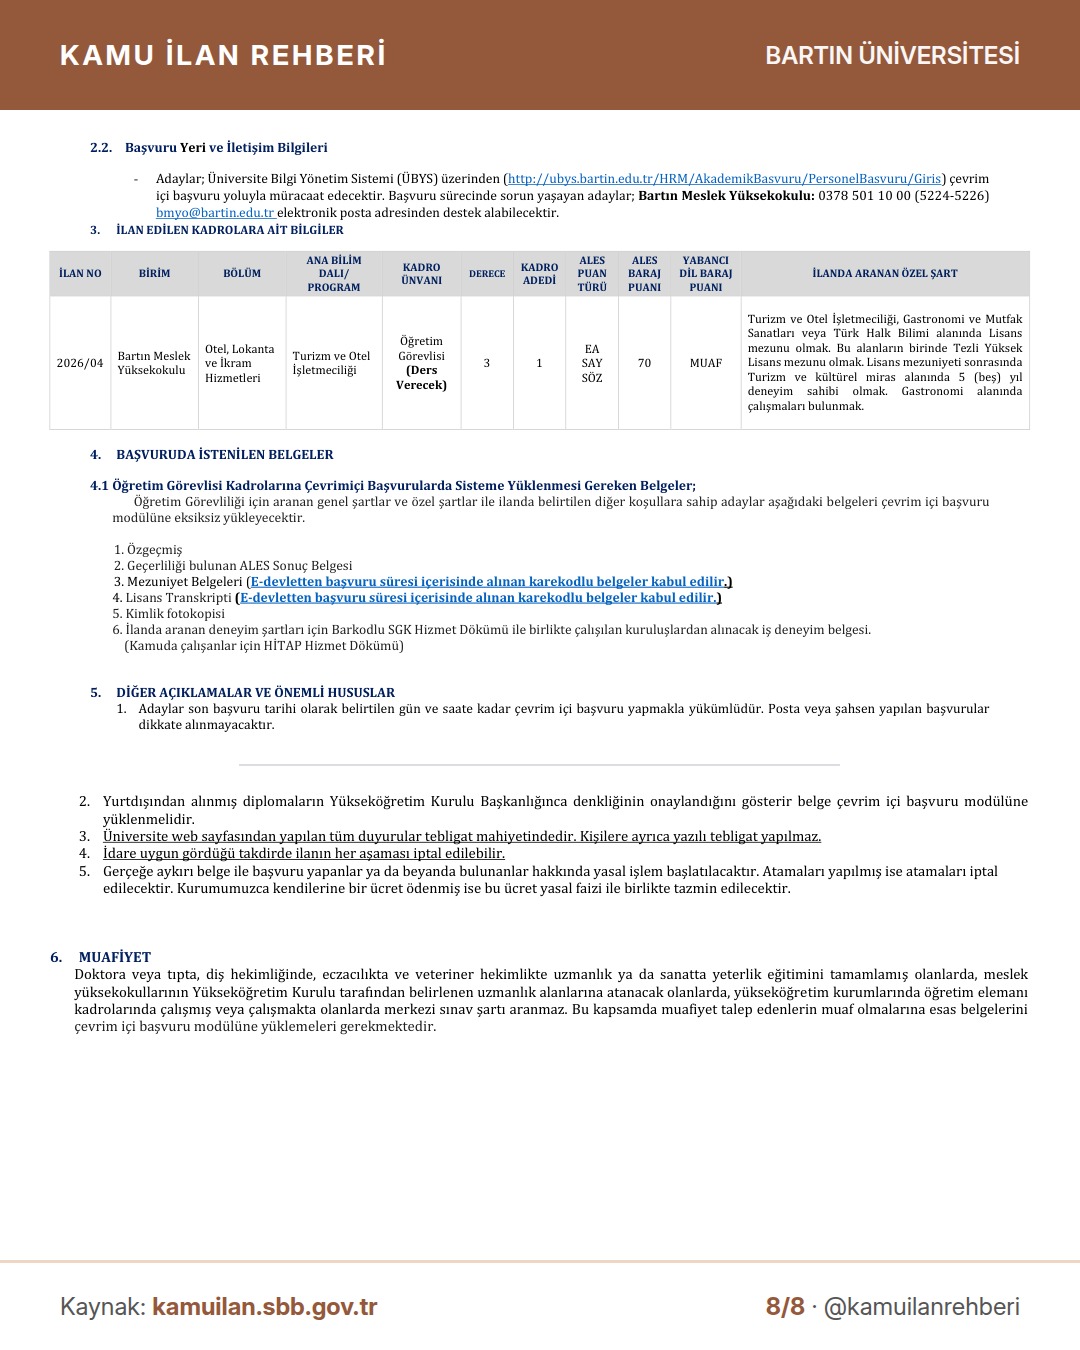 KAMU İLAN REHBERİ
BARTIN ÜNİVERSİTESİ
2.2. Başvuru Yeri ve İletişim Bilgileri
- Adaylar; Üniversite Bilgi Yönetim Sistemi (ÜBYS) üzerinden (http://ubys.bartin.edu.tr/HRM/AkademikBasvuru/PersonelBasvuru/Giris) çevrim
içi başvuru yoluyla müracaat edecektir. Başvuru sürecinde sorun yaşayan adaylar; Bartın Meslek Yüksekokulu: 0378 501 10 00 (5224-5226)
bmyo@bartin.edu.tr elektronik posta adresinden destek alabilecektir.
3. İLAN EDİLEN KADROLARA AİT BİLGİLER
İLAN NO
BİRİM
BÖLÜM
ANA BİLİM
DALI/
PROGRAM
KADRO
ÜNVANI
DERECE
KADRO
ADEDİ
ALES
PUAN
TÜRÜ
ALES
BARAJ
PUANI
YABANCI
DİL BARAJ
PUANI
İLANDA ARANAN ÖZEL ŞART
2026/04
Bartın Meslek
Yüksekokulu
Otel, Lokanta
ve İkram
Hizmetleri
Turizm ve Otel
İşletmeciliği
Öğretim
Görevlisi
(Ders
Verecek)
3
1
EA
SAY
SÖZ
70
MUAF
Turizm ve Otel İşletmeciliği, Gastronomi ve Mutfak
Sanatları veya Türk Halk Bilimi alanında Lisans
mezunu olmak. Bu alanların birinde Tezli Yüksek
Lisans mezunu olmak. Lisans mezuniyeti sonrasında
Turizm ve kültürel miras alanında 5 (beş) yıl
deneyim sahibi olmak. Gastronomi alanında
çalışmaları bulunmak.
4. BAŞVURUDA İSTENİLEN BELGELER
4.1 Öğretim Görevlisi Kadrolarına Çevrimiçi Başvurularda Sisteme Yüklenmesi Gereken Belgeler;
Öğretim Görevliliği için aranan genel şartlar ve özel şartlar ile ilanda belirtilen diğer koşullara sahip adaylar aşağıdaki belgeleri çevrim içi başvuru
modülüne eksiksiz yükleyecektir.
1. Özgeçmiş
2. Geçerliliği bulunan ALES Sonuç Belgesi
3. Mezuniyet Belgeleri (E-devletten başvuru süresi içerisinde alınan karekodlu belgeler kabul edilir.)
4. Lisans Transkripti (E-devletten başvuru süresi içerisinde alınan karekodlu belgeler kabul edilir.)
5. Kimlik fotokopisi
6. İlanda aranan deneyim şartları için Barkodlu SGK Hizmet Dökümü ile birlikte çalışılan kuruluşlardan alınacak iş deneyim belgesi.
(Kamuda çalışanlar için HİTAP Hizmet Dökümü)
5. DİĞER AÇIKLAMALAR VE ÖNEMLİ HUSUSLAR
1. Adaylar son başvuru tarihi olarak belirtilen gün ve saate kadar çevrim içi başvuru yapmakla yükümlüdür. Posta veya şahsen yapılan başvurular
dikkate alınmayacaktır.
2. Yurtdışından alınmış diplomaların Yükseköğretim Kurulu Başkanlığınca denkliğinin onaylandığını gösterir belge çevrim içi başvuru modülüne
yüklenmelidir.
3. Üniversite web sayfasından yapılan tüm duyurular tebligat mahiyetindedir. Kişilere ayrıca yazılı tebligat yapılmaz.
4. İdare uygun gördüğü takdirde ilanın her aşaması iptal edilebilir.
5. Gerçeğe aykırı belge ile başvuru yapanlar ya da beyanda bulunanlar hakkında yasal işlem başlatılacaktır. Atamaları yapılmış ise atamaları iptal
edilecektir. Kurumumuzca kendilerine bir ücret ödenmiş ise bu ücret yasal faizi ile birlikte tazmin edilecektir.
6. MUAFİYET
Doktora veya tıpta, diş hekimliğinde, eczacılıkta ve veteriner hekimlikte uzmanlık ya da sanatta yeterlik eğitimini tamamlamış olanlarda, meslek
yüksekokullarının Yükseköğretim Kurulu tarafından belirlenen uzmanlık alanlarına atanacak olanlarda, yükseköğretim kurumlarında öğretim elemanı
kadrolarında çalışmış veya çalışmakta olanlarda merkezi sınav şartı aranmaz. Bu kapsamda muafiyet talep edenlerin muaf olmalarına esas belgelerini
çevrim içi başvuru modülüne yüklemeleri gerekmektedir.
Kaynak: kamuilan.sbb.gov.tr
8/8 · @kamuilanrehberi